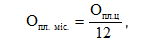 Опл. міс. = Опл.ц / 12 ,